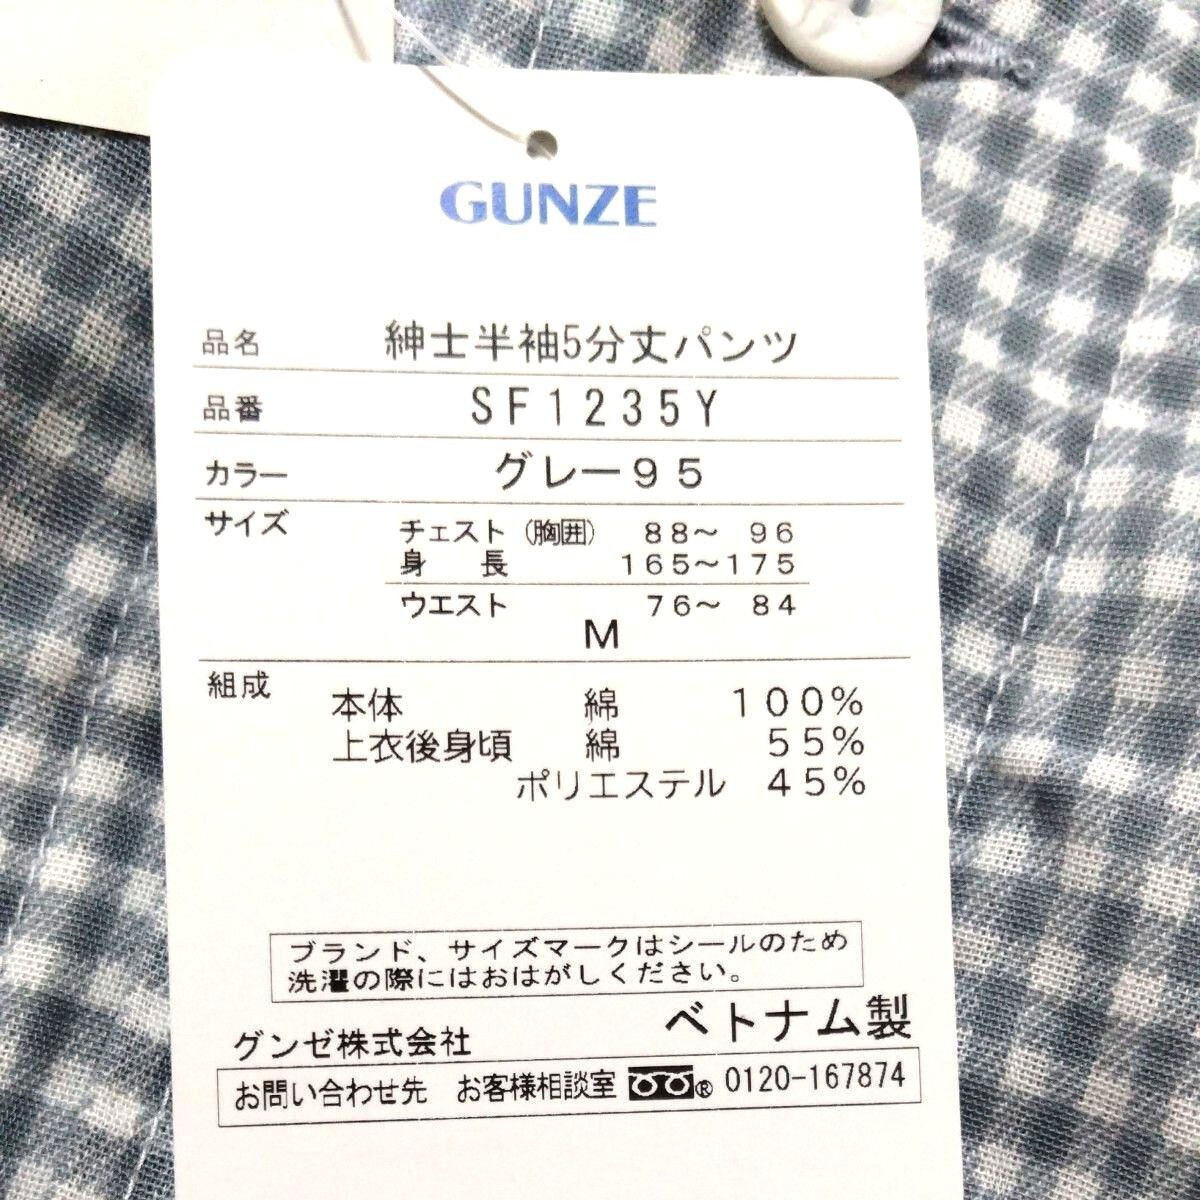 GUNZE
品名 紳士半袖5分丈パンツ
品番 SF1235Y
カラー グレー95
サイズ チェスト(胸囲) 88～ 96
身 長 165～175
ウエスト 76～ 84
M
組成 本体 綿 100%
上衣後身頃 綿 55%
ポリエステル 45%
ブランド、サイズマークはシールのため
洗濯の際にはおはがしください。
ベトナム製
グンゼ株式会社
お問い合わせ先 お客様相談室 ® 0120-167874